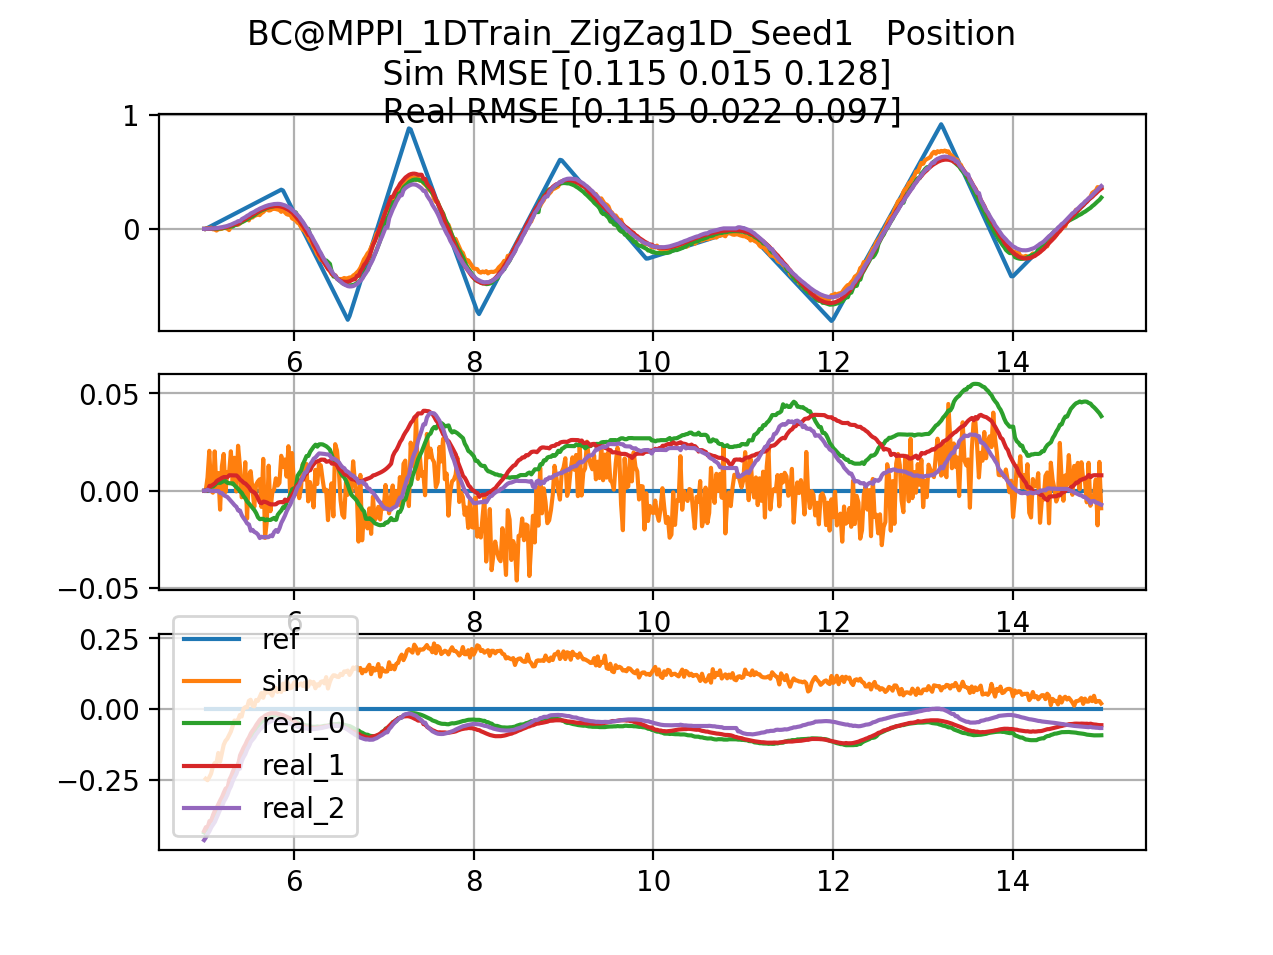 BC@MPPI_1DTrain_ZigZag1D_Seed1 Position
Sim RMSE [0.115 0.015 0.128]
Real RMSE [0.115 0.022 0.097]
1
0
6 8 10 12 14
0.05
0.00
−0.05
6 8 10 12 14
0.25
0.00
−0.25
ref
sim
real_0
real_1
real_2
6 8 10 12 14